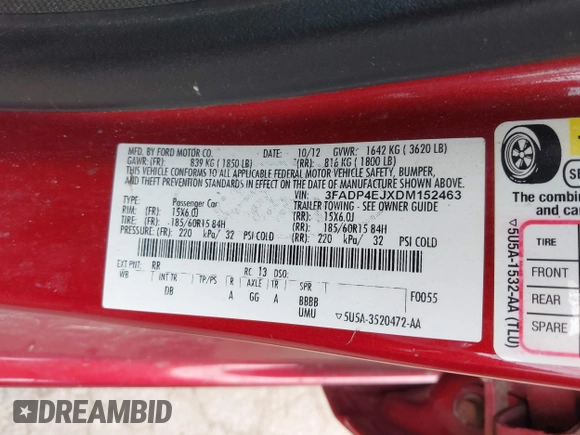 MFD. BY FORD MOTOR CO. DATE: 10/12 GVWR: 1642 KG ( 3620 LB)
GAWR: (FR): 839 KG ( 1850 LB) (RR): 816 KG ( 1800 LB)
THIS VEHICLE CONFORMS TO ALL APPLICABLE FEDERAL MOTOR VEHICLE SAFETY, BUMPER,
AND THEFT PREVENTION STANDARDS IN EFFECT ON THE DATE OF MANUFACTURE SHOWN ABOVE.
VIN: 3FADP4EJXDM152463
TYPE: Passenger Car TRAILER TOWING - SEE OWNER GUIDE
RIM: (FR): 15X6.0J (RR): 15X6.0J
TIRE: (FR): 185/60R15 84H (RR): 185/60R15 84H
PRESSURE: (FR): 220 kPa/ 32 PSI COLD (RR): 220 kPa/ 32 PSI COLD
EXT PNT: RR RC: 13 DSO:
WB INT TR TP/PS R AXLE TR SPR
DB A GG A BBBB F0055
UMU 5U5A-3520472-AA
5U5A-1532-AA (TLU)
The combin
and ca
TIRE
FRONT
REAR
SPARE
DREAMBID